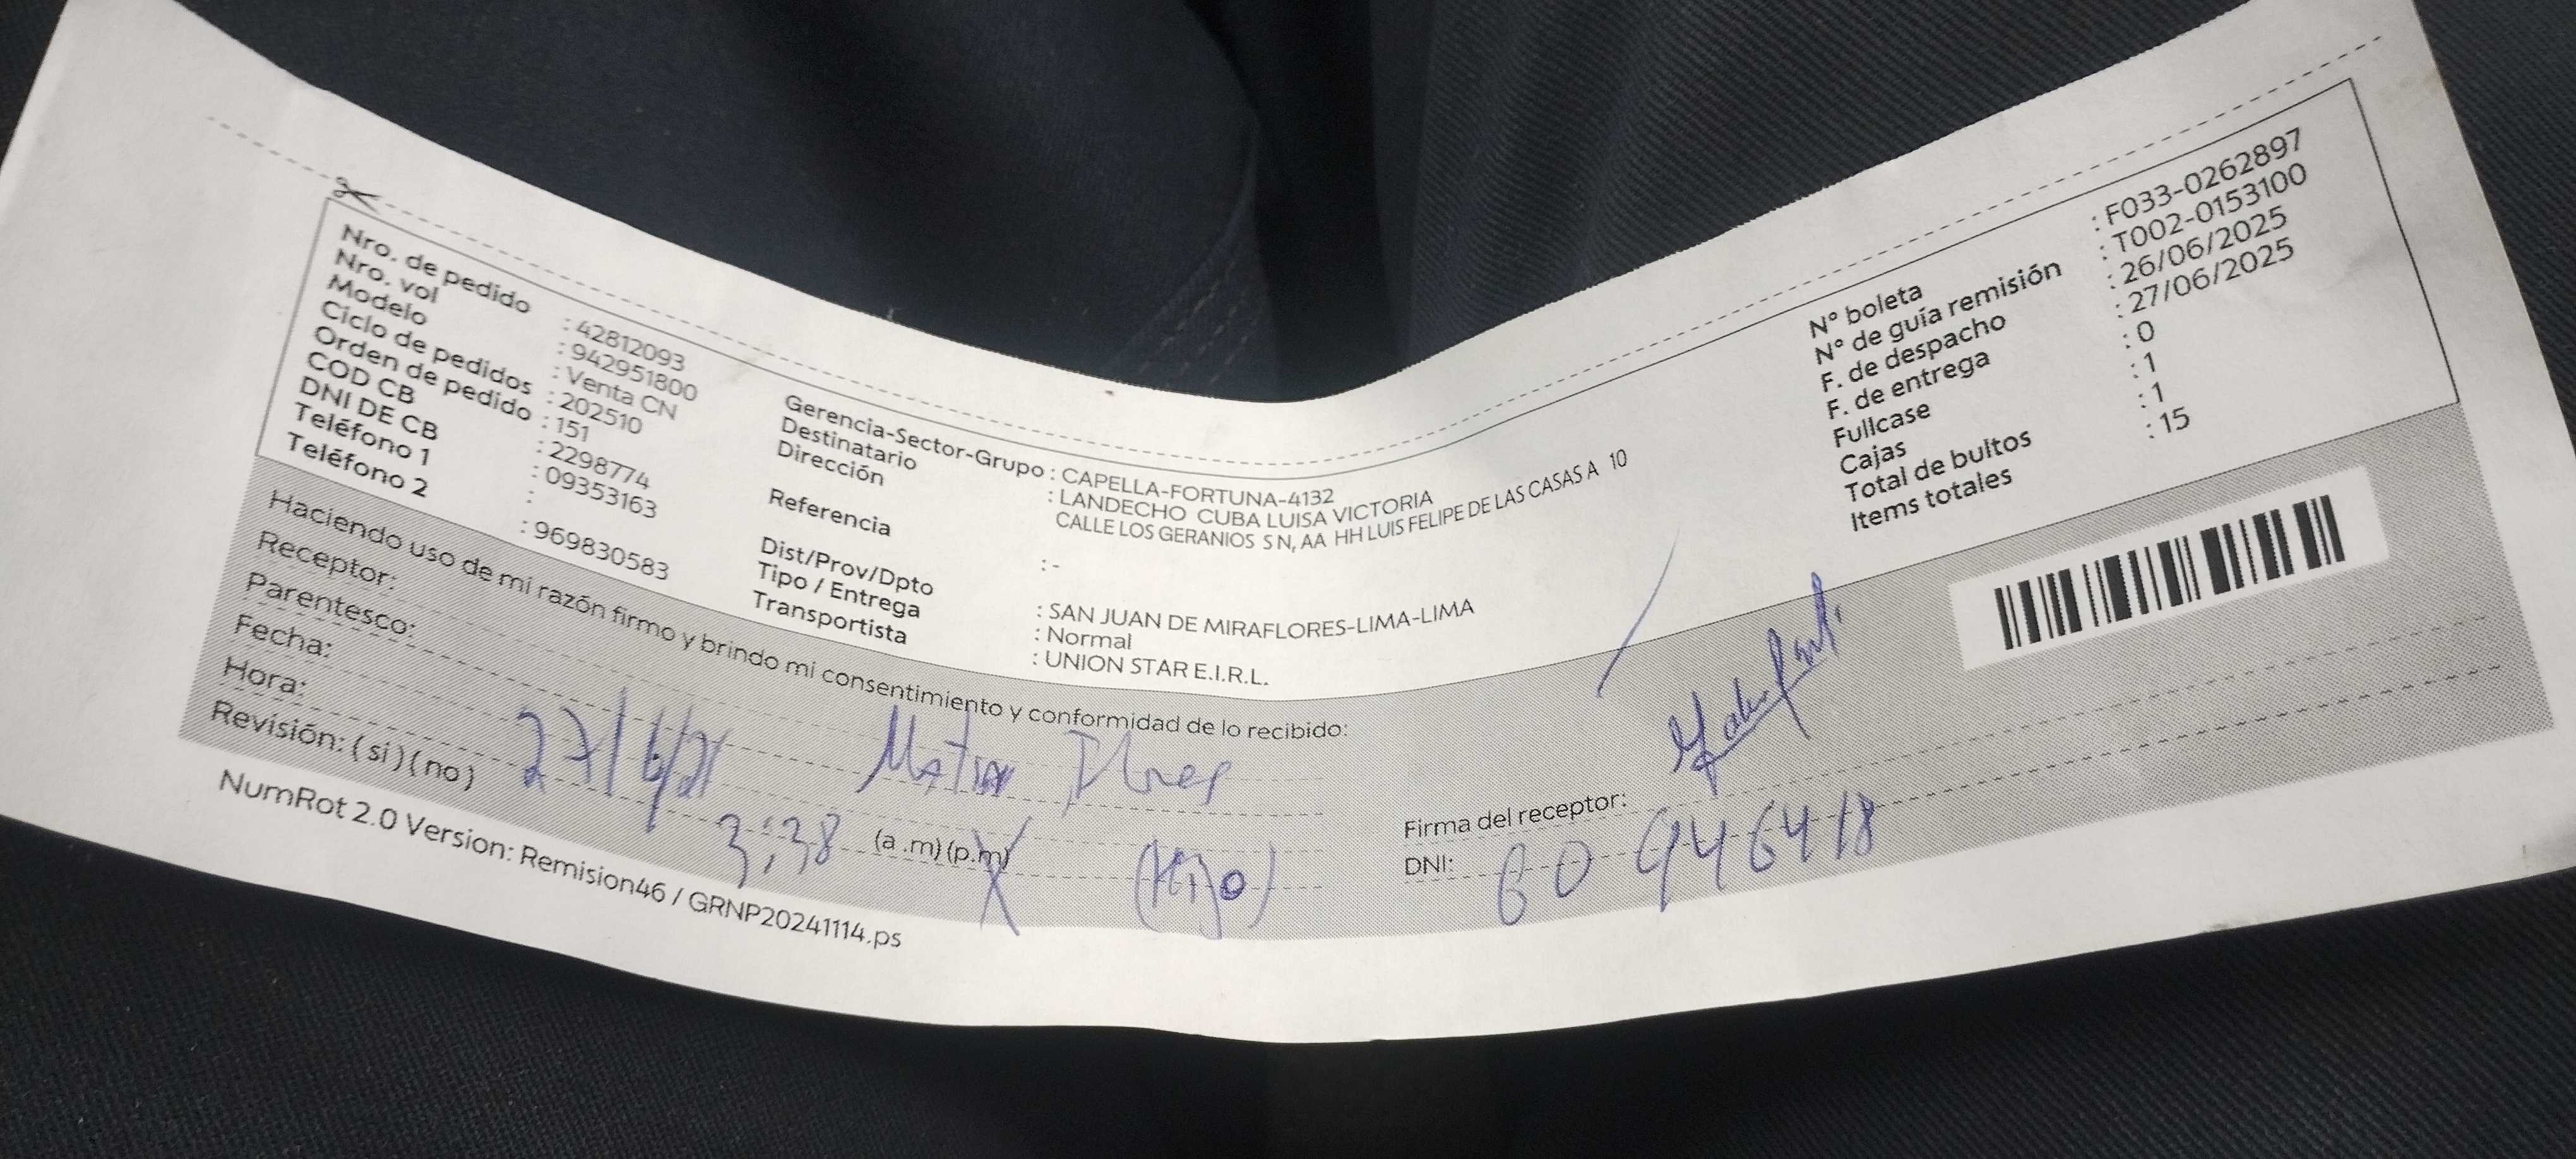 Nro. de pedido : 42812093
Nro. vol : 942951800
Modelo : Venta CN
Ciclo de pedidos : 202510
Orden de pedido : 151
COD CB : 2298774
DNI DE CB : 09353163
Teléfono 1 :
Teléfono 2 : 969830583
Gerencia-Sector-Grupo : CAPELLA-FORTUNA-4132
Destinatario : LANDECHO CUBA LUISA VICTORIA
Dirección CALLE LOS GERANIOS S N, AA HH LUIS FELIPE DE LAS CASAS A 10
Referencia : -
Dist/Prov/Dpto : SAN JUAN DE MIRAFLORES-LIMA-LIMA
Tipo / Entrega : Normal
Transportista : UNION STAR E.I.R.L.
N° boleta : F033-0262897
N° de guía remisión : T002-0153100
F. de despacho : 26/06/2025
F. de entrega : 27/06/2025
Fullcase : 0
Cajas : 1
Total de bultos : 1
Items totales : 15
Haciendo uso de mi razón firmo y brindo mi consentimiento y conformidad de lo recibido:
Receptor:
Parentesco: (Hijo)
Fecha: 27/6/
Hora: 3:38 (a .m) (p.m)
Revisión: ( si ) ( no )
Firma del receptor:
DNI: 60 946418
NumRot 2.0 Version: Remision46 / GRNP20241114.ps